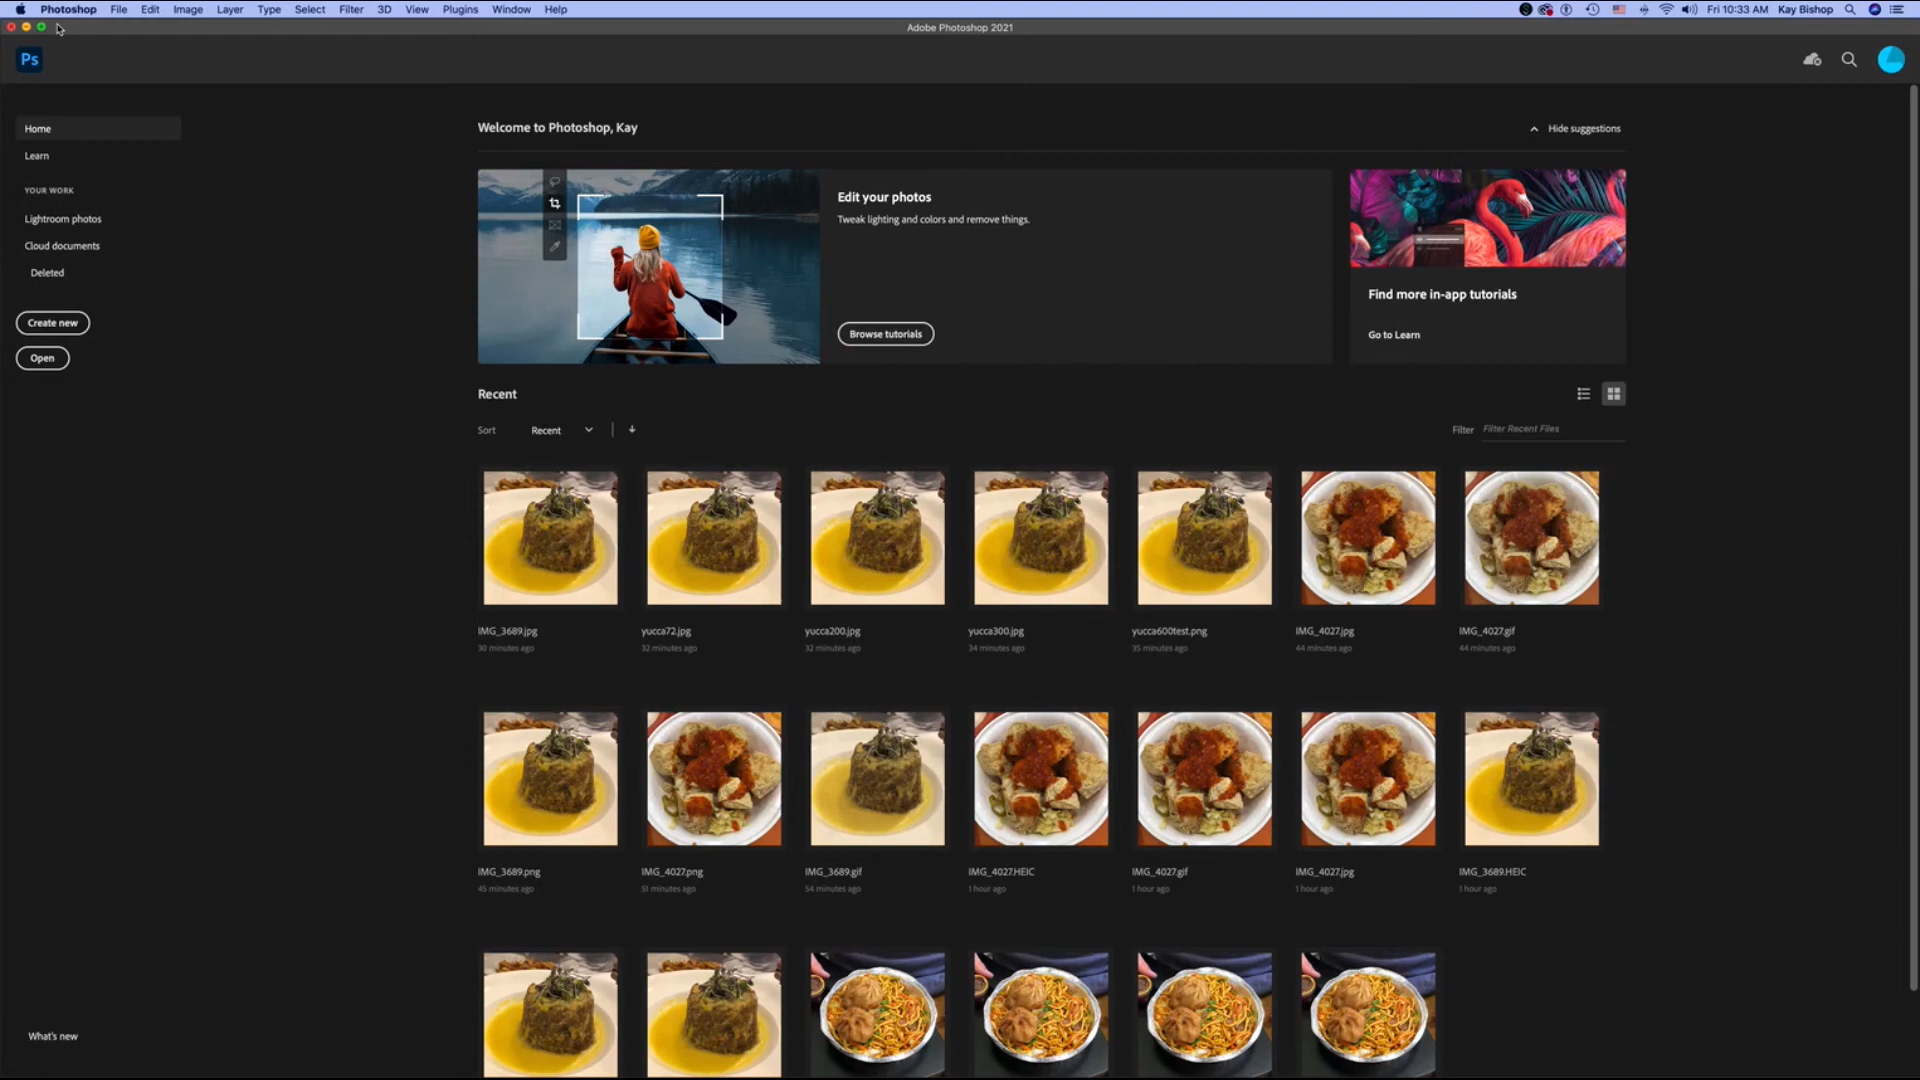 Photoshop File Edit Image Layer Type Select Filter 3D View Plugins Window Help Fri 10:33 AM Kay Bishop
Adobe Photoshop 2021
Ps
Home
Learn
YOUR WORK
Lightroom photos
Cloud documents
Deleted
Create new
Open
What's new
Welcome to Photoshop, Kay
Hide suggestions
Edit your photos
Tweak lighting and colors and remove things.
Browse tutorials
Find more in-app tutorials
Go to Learn
Recent
Sort Recent
Filter Filter Recent Files
IMG_3689.jpg yucca72.jpg yucca200.jpg yucca300.jpg yucca600test.png IMG_4027.jpg IMG_4027.gif
30 minutes ago 32 minutes ago 32 minutes ago 34 minutes ago 35 minutes ago 44 minutes ago 44 minutes ago
IMG_3689.png IMG_4027.png IMG_3689.gif IMG_4027.HEIC IMG_4027.gif IMG_4027.jpg IMG_3689.HEIC
45 minutes ago 51 minutes ago 54 minutes ago 1 hour ago 1 hour ago 1 hour ago 1 hour ago